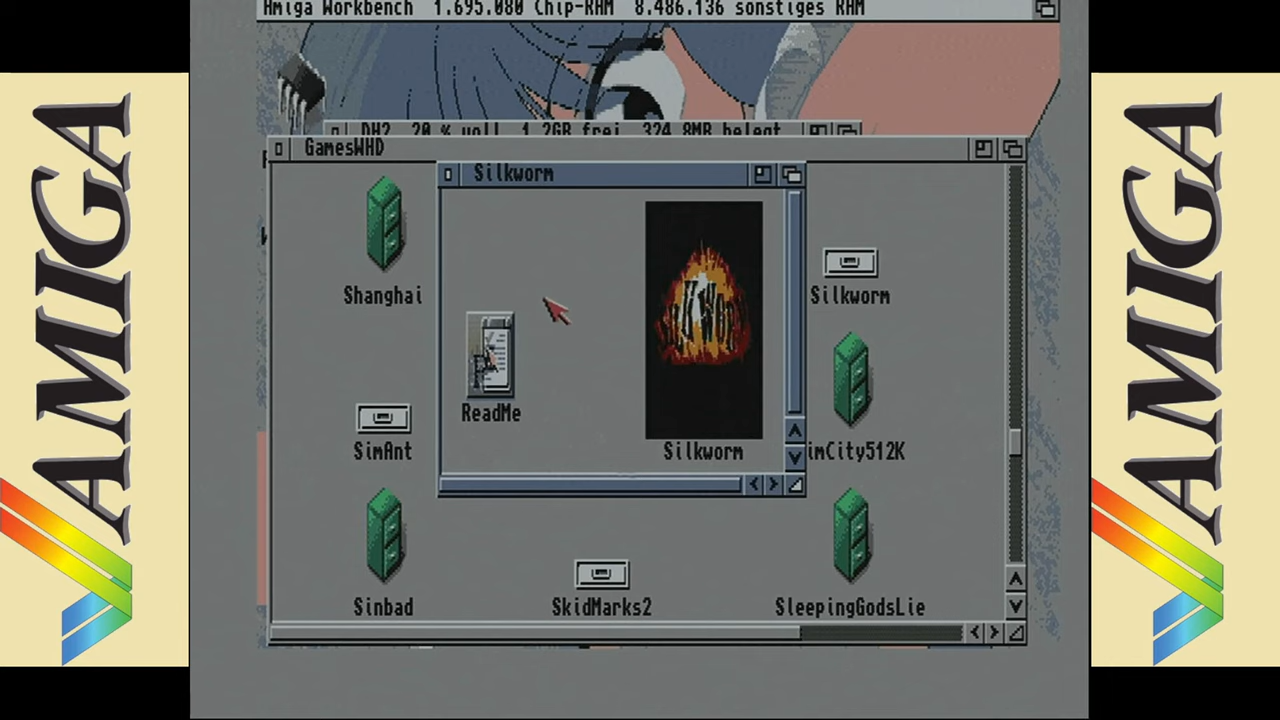 Amiga Workbench 1.695.080 Chip-RAM 8.486.136 sonstiges RAM
DH2 20 % voll, 1,2GB frei, 324,8MB belegt
GamesWHD
Silkworm
Shanghai
Silkworm
ReadMe
Silkworm
SimAnt
imCity512K
Sinbad
SkidMarks2
SleepingGodsLie
AMIGA
AMIGA